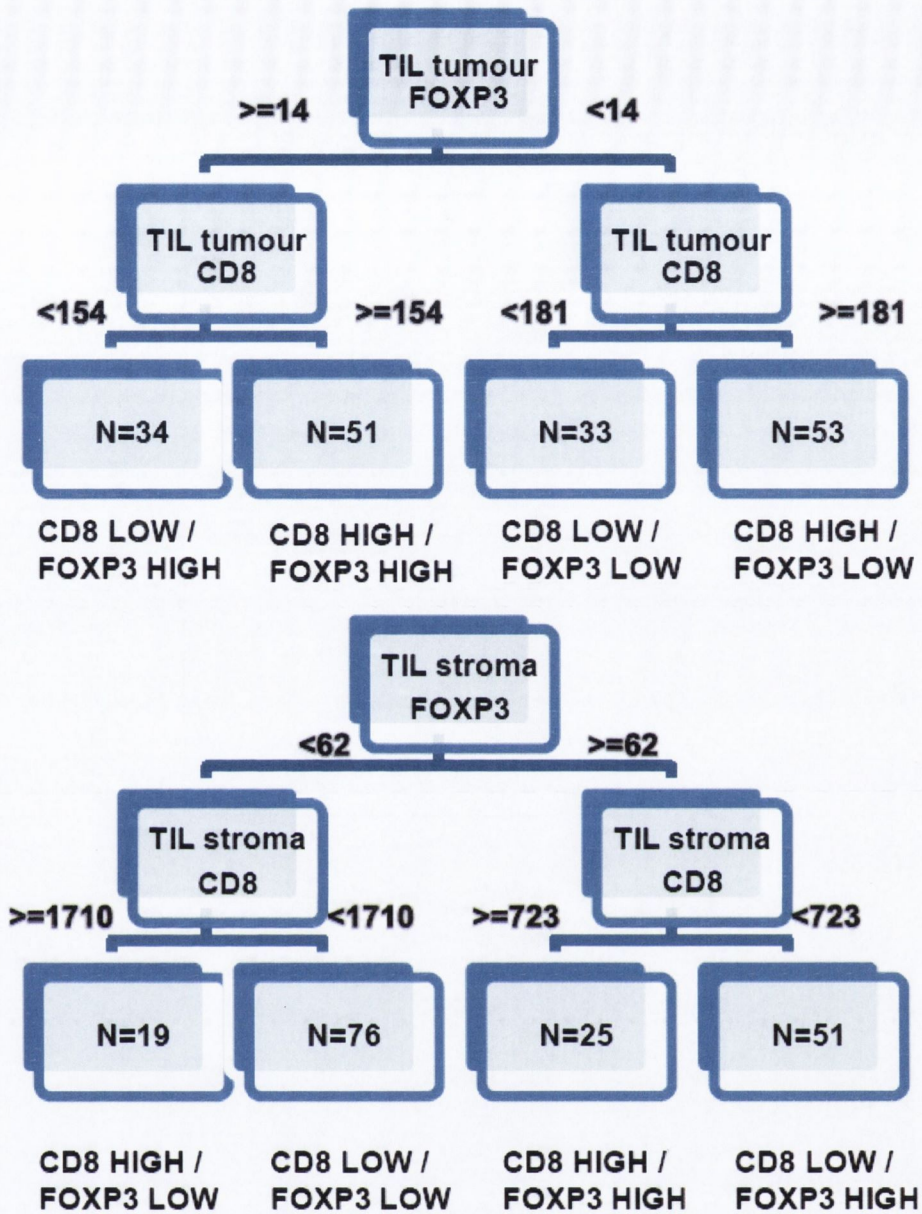 TIL tumour
FOXP3
>=14
<14
TIL tumour
CD8
TIL tumour
CD8
<154
>=154
<181
>=181
N=34
N=51
N=33
N=53
CD8 LOW /
FOXP3 HIGH
CD8 HIGH /
FOXP3 HIGH
CD8 LOW /
FOXP3 LOW
CD8 HIGH /
FOXP3 LOW
TIL stroma
FOXP3
<62
>=62
TIL stroma
CD8
TIL stroma
CD8
>=1710
<1710
>=723
<723
N=19
N=76
N=25
N=51
CD8 HIGH /
FOXP3 LOW
CD8 LOW /
FOXP3 LOW
CD8 HIGH /
FOXP3 HIGH
CD8 LOW /
FOXP3 HIGH